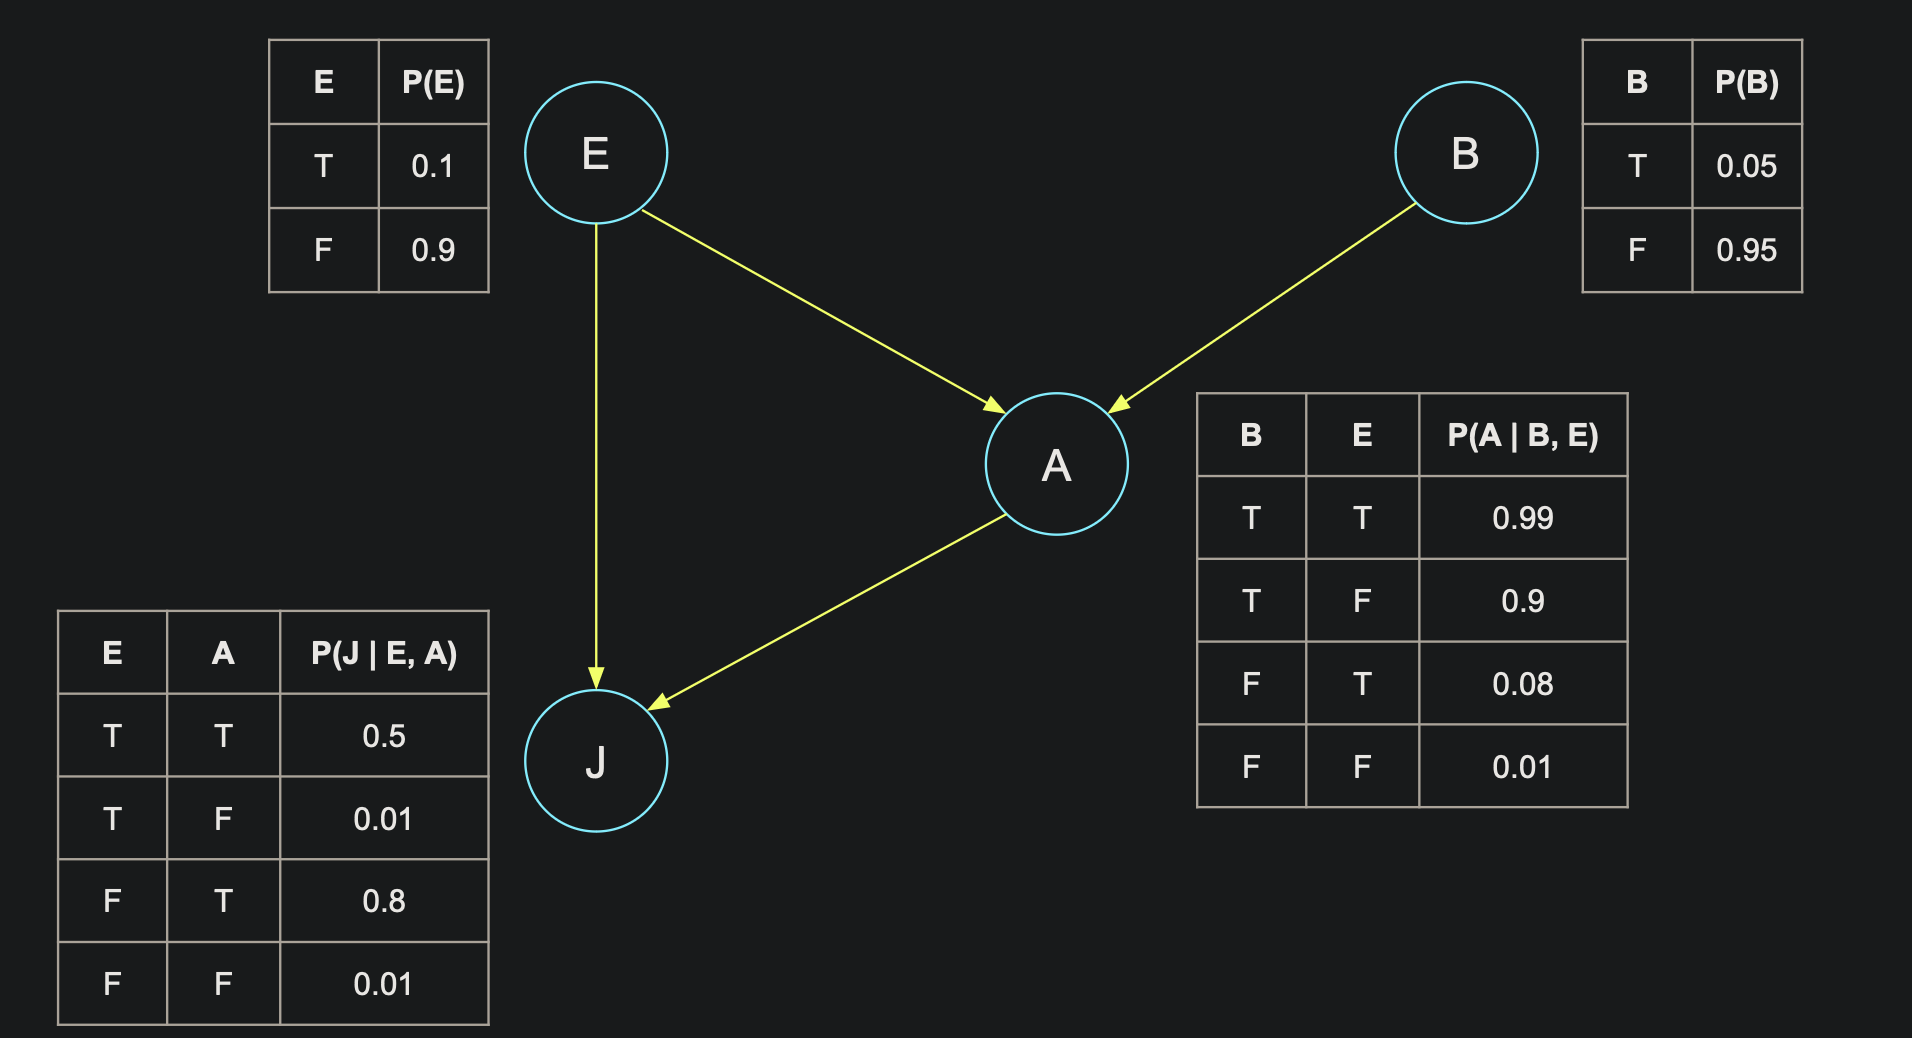 E P(E)
T 0.1
F 0.9
E
B
B P(B)
T 0.05
F 0.95
A
B E P(A | B, E)
T T 0.99
T F 0.9
F T 0.08
F F 0.01
E A P(J | E, A)
T T 0.5
T F 0.01
F T 0.8
F F 0.01
J